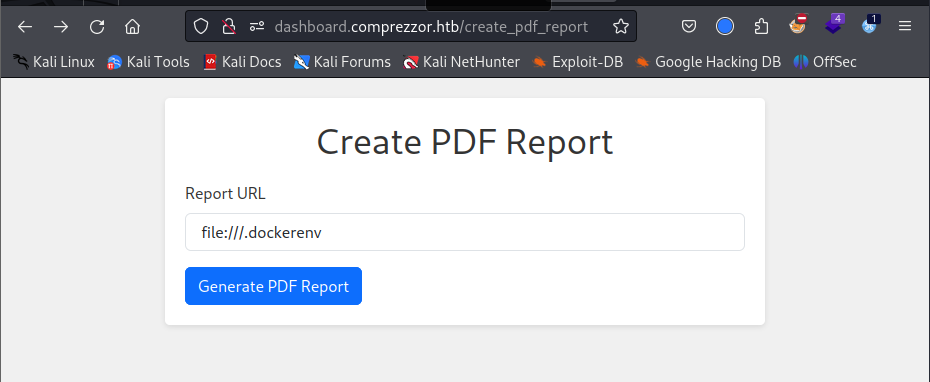 dashboard.comprezzor.htb/create_pdf_report
4
1
Kali Linux Kali Tools Kali Docs Kali Forums Kali NetHunter Exploit-DB Google Hacking DB OffSec
Create PDF Report
Report URL
file:///.dockerenv
Generate PDF Report